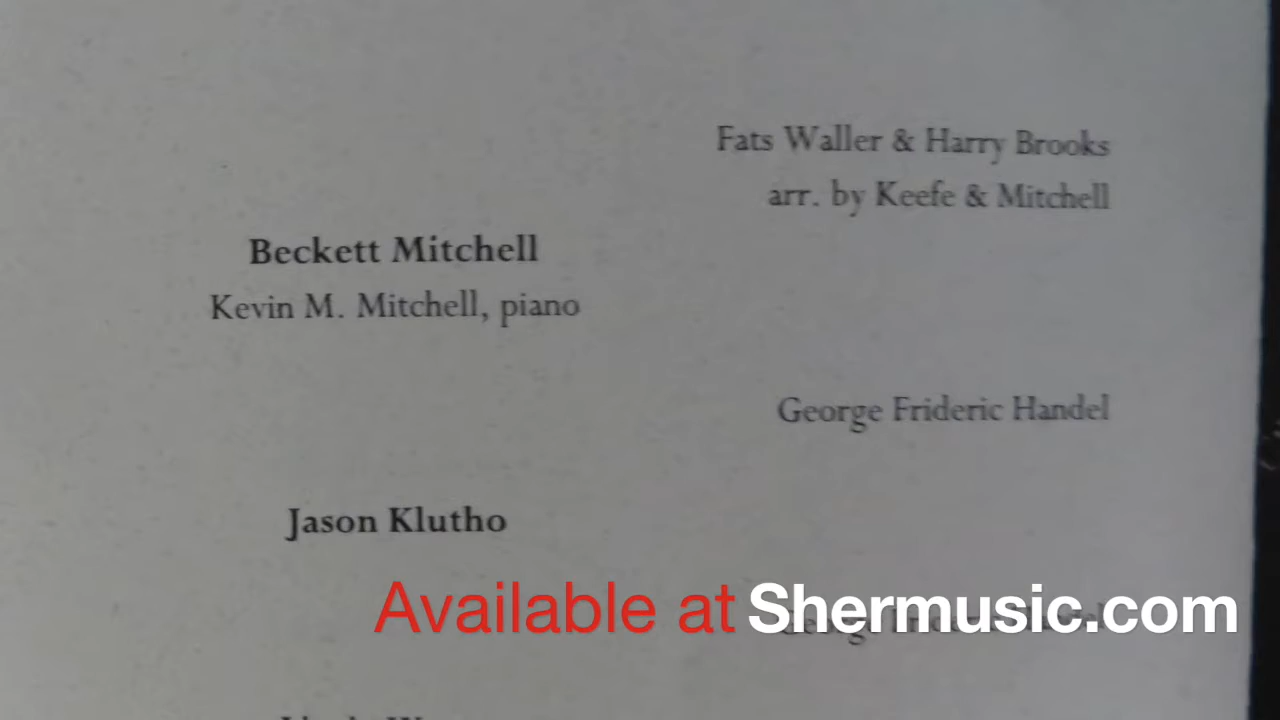 Fats Waller & Harry Brooks
arr. by Keefe & Mitchell
Beckett Mitchell
Kevin M. Mitchell, piano
George Frideric Handel
Jason Klutho
Available at Shermusic.com